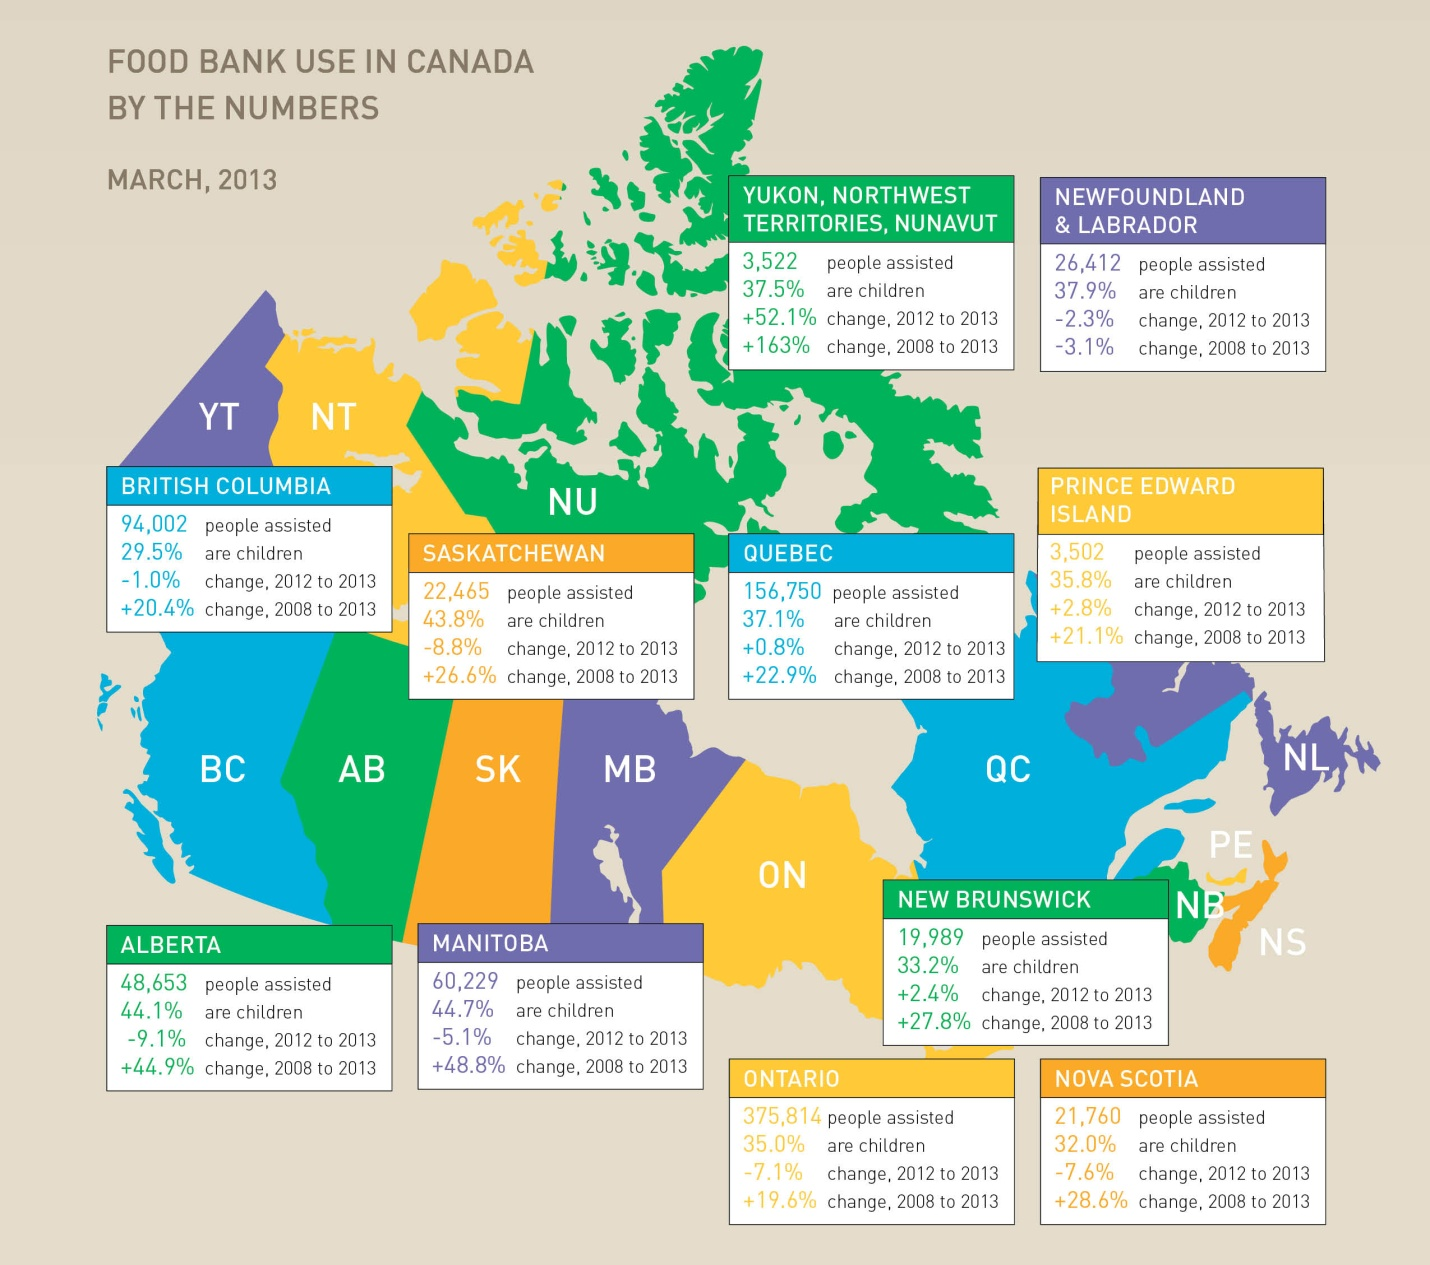 FOOD BANK USE IN CANADA
BY THE NUMBERS
MARCH, 2013
YUKON, NORTHWEST
TERRITORIES, NUNAVUT
3,522 people assisted
37.5% are children
+52.1% change, 2012 to 2013
+163% change, 2008 to 2013
NEWFOUNDLAND
& LABRADOR
26,412 people assisted
37.9% are children
-2.3% change, 2012 to 2013
-3.1% change, 2008 to 2013
YT
NT
NU
BRITISH COLUMBIA
94,002 people assisted
29.5% are children
-1.0% change, 2012 to 2013
+20.4% change, 2008 to 2013
SASKATCHEWAN
22,465 people assisted
43.8% are children
-8.8% change, 2012 to 2013
+26.6% change, 2008 to 2013
QUEBEC
156,750 people assisted
37.1% are children
+0.8% change, 2012 to 2013
+22.9% change, 2008 to 2013
PRINCE EDWARD
ISLAND
3,502 people assisted
35.8% are children
+2.8% change, 2012 to 2013
+21.1% change, 2008 to 2013
BC
AB
SK
MB
ON
QC
NL
PE
NB
NS
ALBERTA
48,653 people assisted
44.1% are children
-9.1% change, 2012 to 2013
+44.9% change, 2008 to 2013
MANITOBA
60,229 people assisted
44.7% are children
-5.1% change, 2012 to 2013
+48.8% change, 2008 to 2013
NEW BRUNSWICK
19,989 people assisted
33.2% are children
+2.4% change, 2012 to 2013
+27.8% change, 2008 to 2013
ONTARIO
375,814 people assisted
35.0% are children
-7.1% change, 2012 to 2013
+19.6% change, 2008 to 2013
NOVA SCOTIA
21,760 people assisted
32.0% are children
-7.6% change, 2012 to 2013
+28.6% change, 2008 to 2013